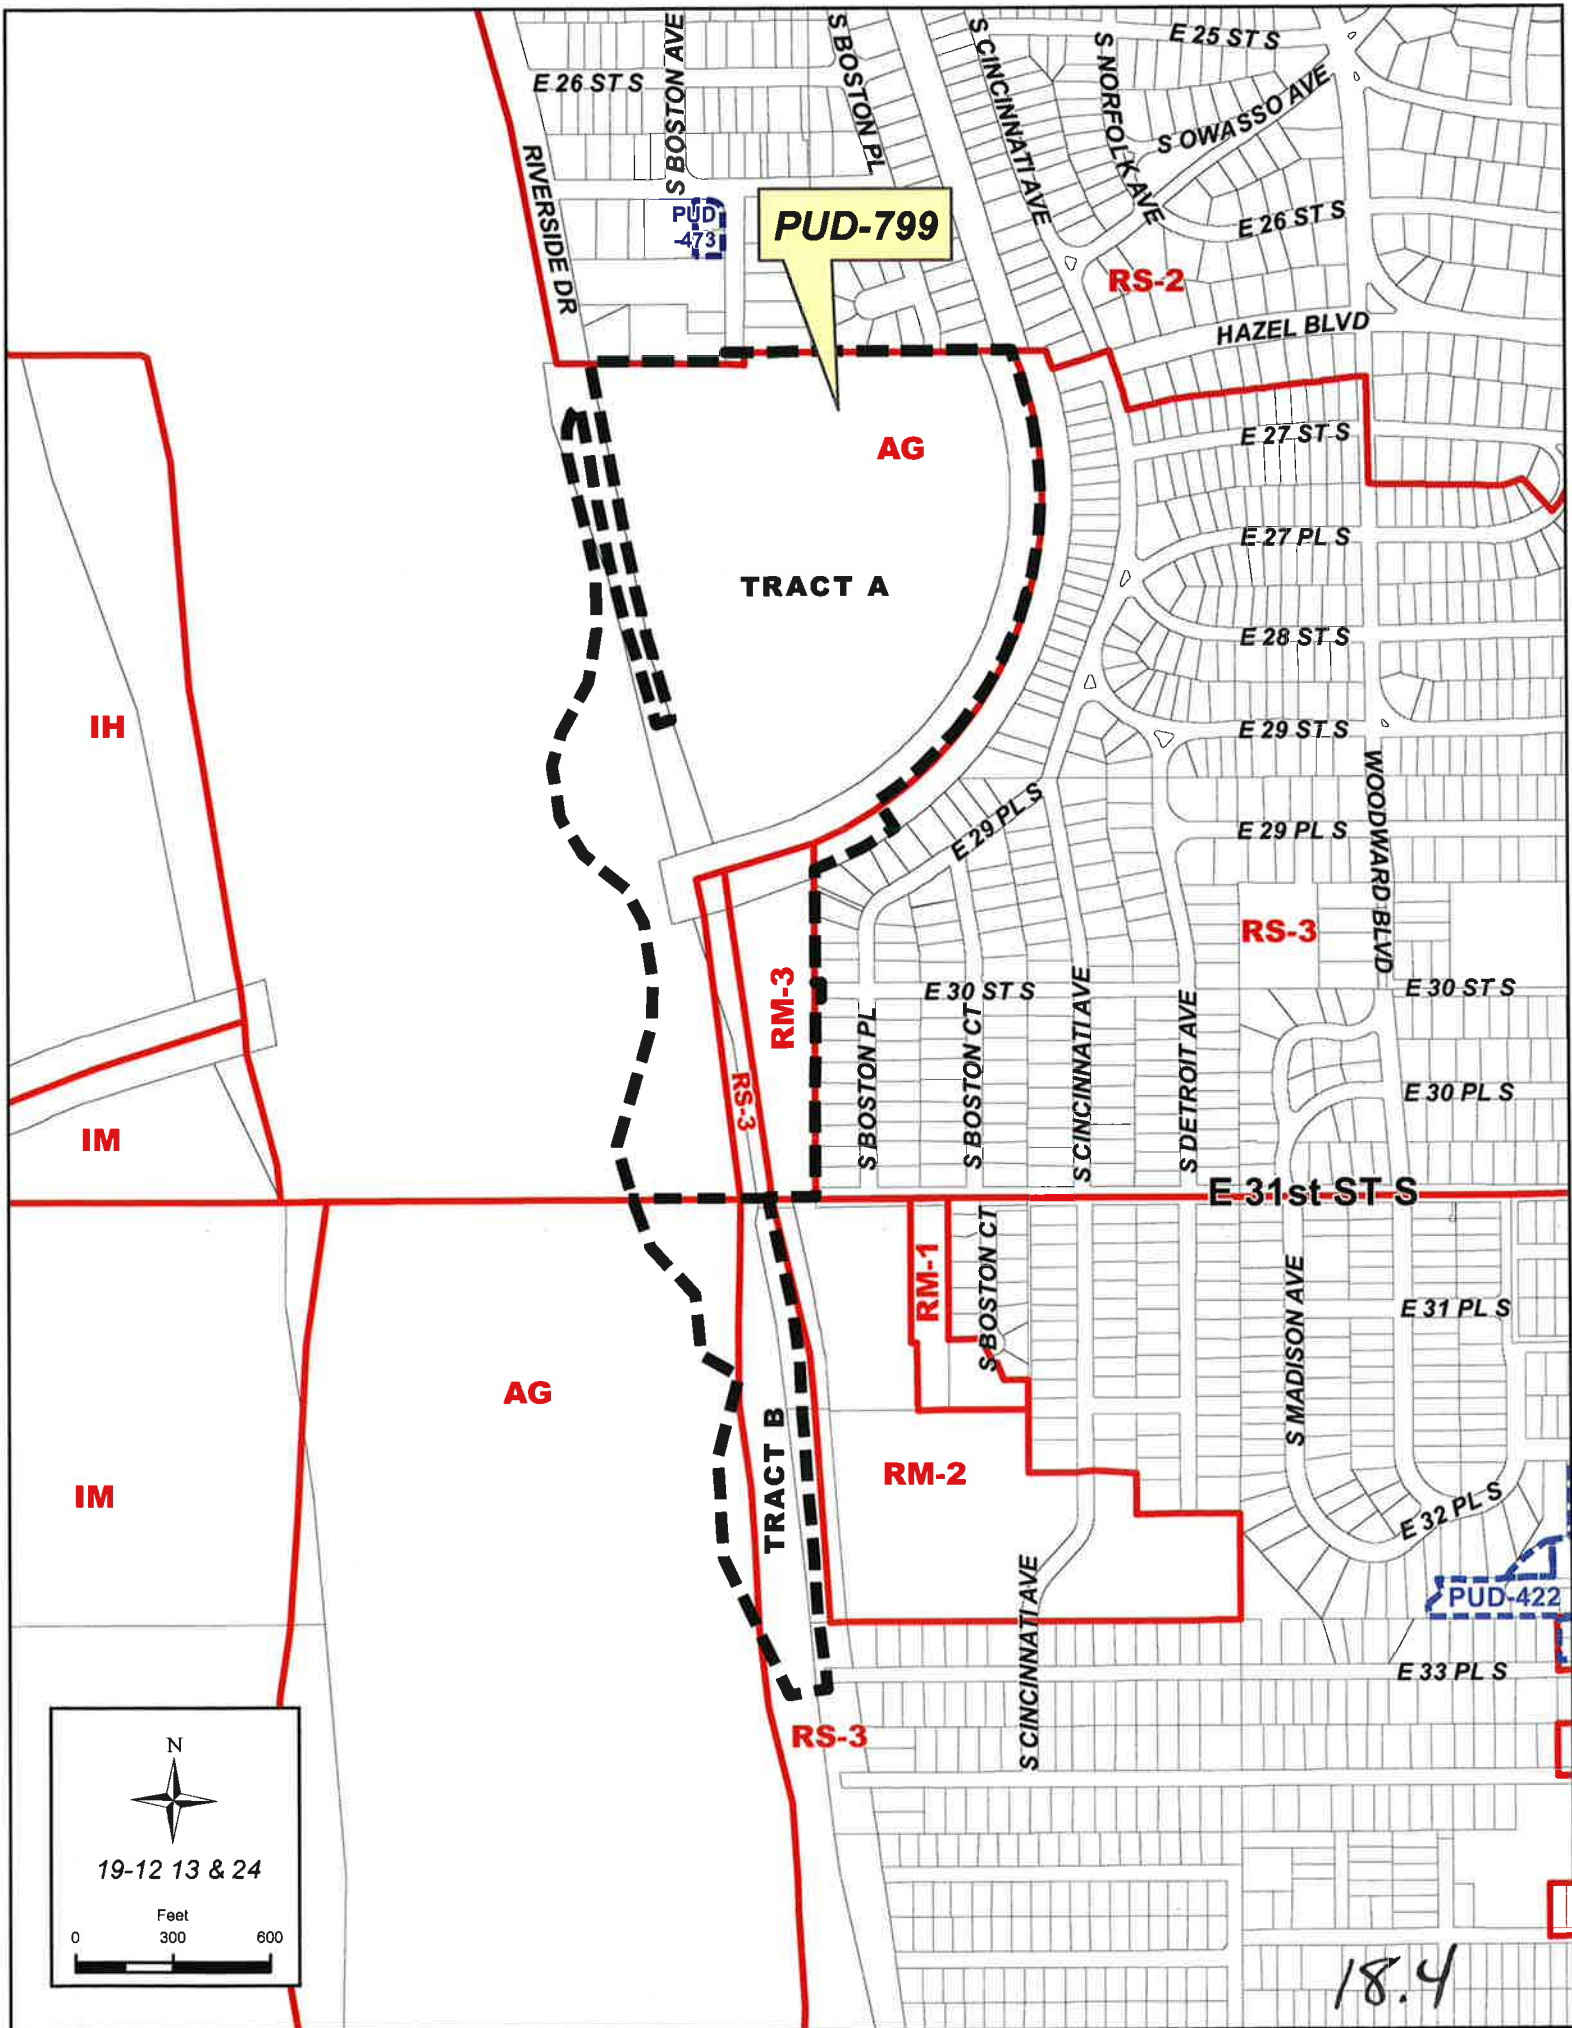 E 25 ST S
E 26 ST S
S BOSTON AVE
S BOSTON PL
S CINCINNATI AVE
S NORFOLK AVE
S OWASSO AVE
RIVERSIDE DR
PUD
-473
PUD-799
E 26 ST S
RS-2
HAZEL BLVD
AG
E 27 ST S
E 27 PL S
TRACT A
E 28 ST S
IH
E 29 ST S
WOODWARD BLVD
E 29 PL S
E 29 PL S
RS-3
RM-3
E 30 ST S
E 30 ST S
S BOSTON PL
S BOSTON CT
S CINCINNATI AVE
S DETROIT AVE
RS-3
E 30 PL S
IM
E 31st ST S
RM-1
S BOSTON CT
S MADISON AVE
E 31 PL S
AG
TRACT B
RM-2
IM
E 32 PL S
S CINCINNATI AVE
PUD-422
E 33 PL S
RS-3
N
19-12 13 & 24
Feet
0 300 600
18.4